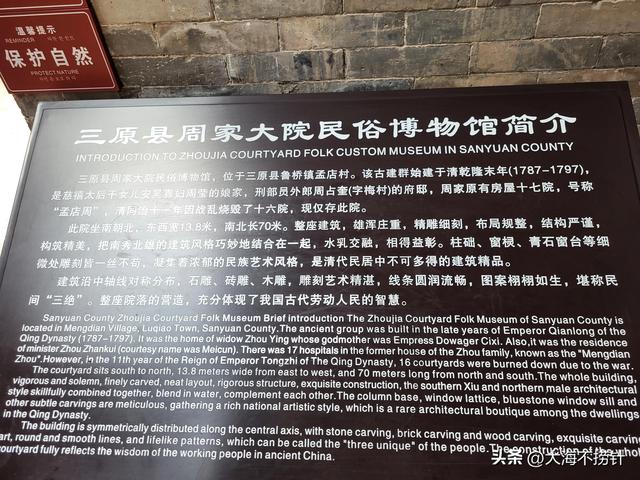 温馨提示
REMINDER
保护自然
PROTECT NATURE
三原县周家大院民俗博物馆简介
INTRODUCTION TO ZHOUJIA COURTYARD FOLK CUSTOM MUSEUM IN SANYUAN COUNTY
三原县周家大院民俗博物馆，位于三原县鲁桥镇孟店村。该古建群始建于清乾隆末年(1787-1797)，
是慈禧太后干女儿安吴寡妇周莹的娘家，刑部员外郎周占奎(字梅村)的府邸，周家原有房屋十七院，号称
“孟店周”，清同治十一年因战乱烧毁了十六院，现仅存此院。
此院坐南朝北，东西宽13.8米，南北长70米。整座建筑，雄浑庄重，精雕细刻，布局规整，结构严谨，
构筑精美，把南秀北雄的建筑风格巧妙地结合在一起，水乳交融，相得益彰。柱础、窗棂、青石窗台等细
微处雕刻皆一丝不苟，凝集着浓郁的民族艺术风格，是清代民居中不可多得的建筑精品。
建筑沿中轴线对称分布，石雕、砖雕、木雕，雕刻艺术精湛，线条圆润流畅，图案栩栩如生，堪称民
间“三绝”。整座院落的营造，充分体现了我国古代劳动人民的智慧。
Sanyuan County Zhoujia Courtyard Folk Museum Brief introduction The Zhoujia Courtyard Folk Museum of Sanyuan County is
located in Mengdian Village, Luqiao Town, Sanyuan County.The ancient group was built in the late years of Emperor Qianlong of the
Qing Dynasty (1787-1797). It was the home of widow Zhou Ying whose godmother was Empress Dowager Cixi. Also,it was the residence
of minister Zhou Zhankui (courtesy name was Meicun). There was 17 hospitals in the former house of the Zhou family, known as the "Mengdian
Zhou".However, in the 11th year of the Reign of Emperor Tongzhi of The Qing Dynasty, 16 courtyards were burned down due to the war.
The courtyard sits south to north, 13.8 meters wide from east to west, and 70 meters long from north and south.The whole building,
vigorous and solemn, finely carved, neat layout, rigorous structure, exquisite construction, the southern Xiu and northern male architectural
style skillfully combined together, blend in water, complement each other.The column base, window lattice, bluestone window sill and
other subtle carvings are meticulous, gathering a rich national artistic style, which is a rare architectural boutique among the dwellings
in the Qing Dynasty.
The building is symmetrically distributed along the central axis, with stone carving, brick carving and wood carving, exquisite carving
art, round and smooth lines, and lifelike patterns, which can be called the "three unique" of the people. The construction of the whole
courtyard fully reflects the wisdom of the working people in ancient China.
头条 @大海不捞针